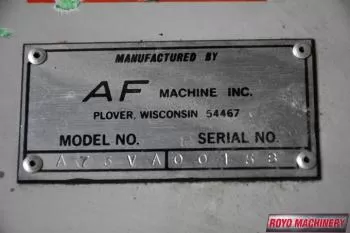 MANUFACTURED BY
AF MACHINE INC.
PLOVER, WISCONSIN 54467
MODEL NO. SERIAL NO.
ROYO MACHINERY